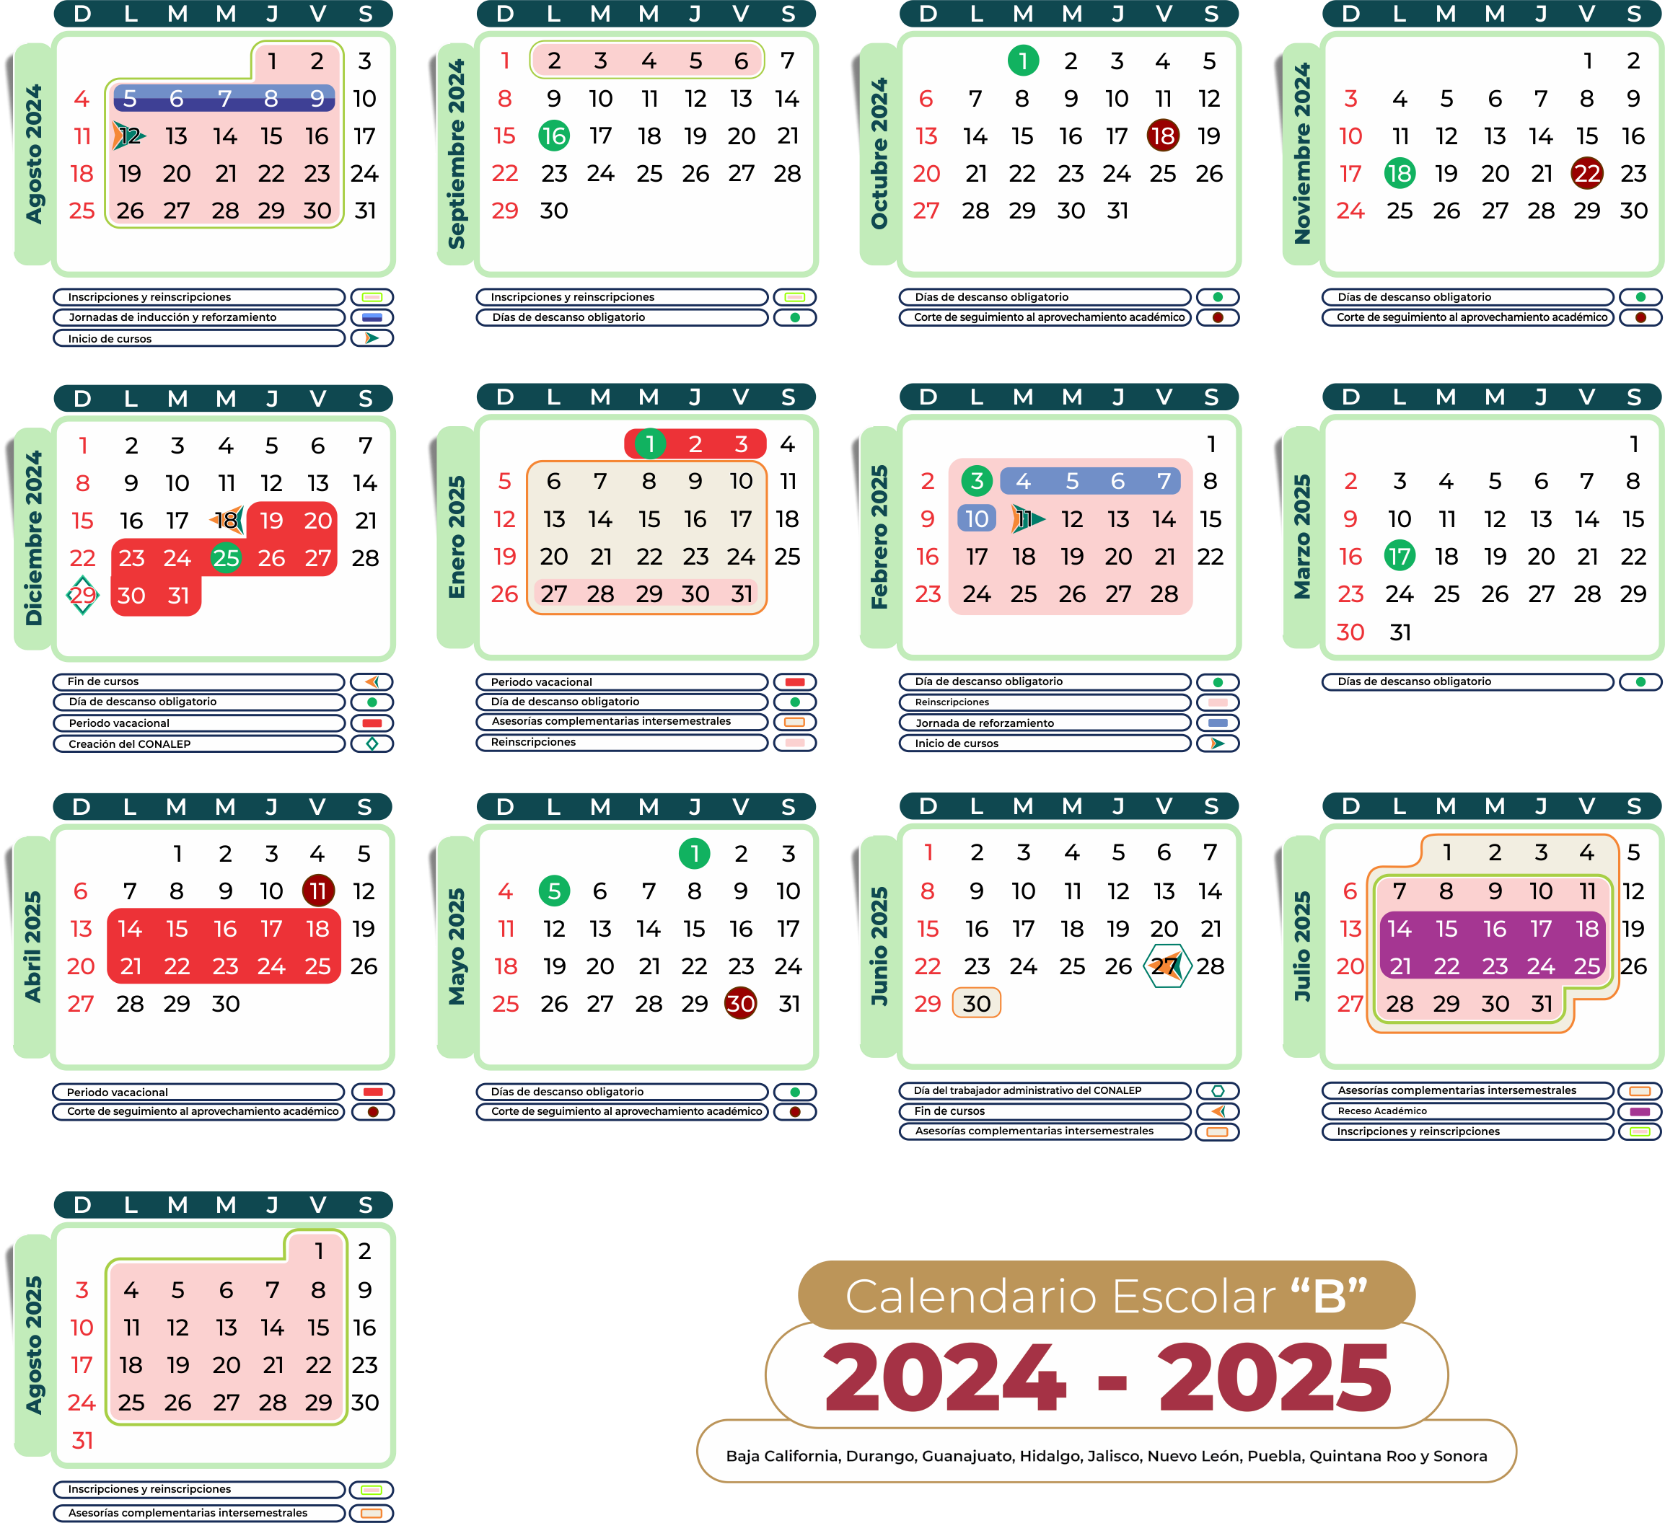 D L M M J V S
Agosto 2024
1 2 3
4 5 6 7 8 9 10
11 12 13 14 15 16 17
18 19 20 21 22 23 24
25 26 27 28 29 30 31
Inscripciones y reinscripciones
Jornadas de inducción y reforzamiento
Inicio de cursos
D L M M J V S
Septiembre 2024
1 2 3 4 5 6 7
8 9 10 11 12 13 14
15 16 17 18 19 20 21
22 23 24 25 26 27 28
29 30
Inscripciones y reinscripciones
Días de descanso obligatorio
D L M M J V S
Octubre 2024
1 2 3 4 5
6 7 8 9 10 11 12
13 14 15 16 17 18 19
20 21 22 23 24 25 26
27 28 29 30 31
Días de descanso obligatorio
Corte de seguimiento al aprovechamiento académico
D L M M J V S
Noviembre 2024
1 2
3 4 5 6 7 8 9
10 11 12 13 14 15 16
17 18 19 20 21 22 23
24 25 26 27 28 29 30
Días de descanso obligatorio
Corte de seguimiento al aprovechamiento académico
D L M M J V S
Diciembre 2024
1 2 3 4 5 6 7
8 9 10 11 12 13 14
15 16 17 18 19 20 21
22 23 24 25 26 27 28
29 30 31
Fin de cursos
Día de descanso obligatorio
Periodo vacacional
Creación del CONALEP
D L M M J V S
Enero 2025
1 2 3 4
5 6 7 8 9 10 11
12 13 14 15 16 17 18
19 20 21 22 23 24 25
26 27 28 29 30 31
Periodo vacacional
Día de descanso obligatorio
Asesorías complementarias intersemestrales
Reinscripciones
D L M M J V S
Febrero 2025
1
2 3 4 5 6 7 8
9 10 11 12 13 14 15
16 17 18 19 20 21 22
23 24 25 26 27 28
Día de descanso obligatorio
Reinscripciones
Jornada de reforzamiento
Inicio de cursos
D L M M J V S
Marzo 2025
1
2 3 4 5 6 7 8
9 10 11 12 13 14 15
16 17 18 19 20 21 22
23 24 25 26 27 28 29
30 31
Días de descanso obligatorio
D L M M J V S
Abril 2025
1 2 3 4 5
6 7 8 9 10 11 12
13 14 15 16 17 18 19
20 21 22 23 24 25 26
27 28 29 30
Periodo vacacional
Corte de seguimiento al aprovechamiento académico
D L M M J V S
Mayo 2025
1 2 3
4 5 6 7 8 9 10
11 12 13 14 15 16 17
18 19 20 21 22 23 24
25 26 27 28 29 30 31
Días de descanso obligatorio
Corte de seguimiento al aprovechamiento académico
D L M M J V S
Junio 2025
1 2 3 4 5 6 7
8 9 10 11 12 13 14
15 16 17 18 19 20 21
22 23 24 25 26 27 28
29 30
Día del trabajador administrativo del CONALEP
Fin de cursos
Asesorías complementarias intersemestrales
D L M M J V S
Julio 2025
1 2 3 4 5
6 7 8 9 10 11 12
13 14 15 16 17 18 19
20 21 22 23 24 25 26
27 28 29 30 31
Asesorías complementarias intersemestrales
Receso Académico
Inscripciones y reinscripciones
D L M M J V S
Agosto 2025
1 2
3 4 5 6 7 8 9
10 11 12 13 14 15 16
17 18 19 20 21 22 23
24 25 26 27 28 29 30
31
Inscripciones y reinscripciones
Asesorías complementarias intersemestrales
Calendario Escolar “B”
2024 - 2025
Baja California, Durango, Guanajuato, Hidalgo, Jalisco, Nuevo León, Puebla, Quintana Roo y Sonora